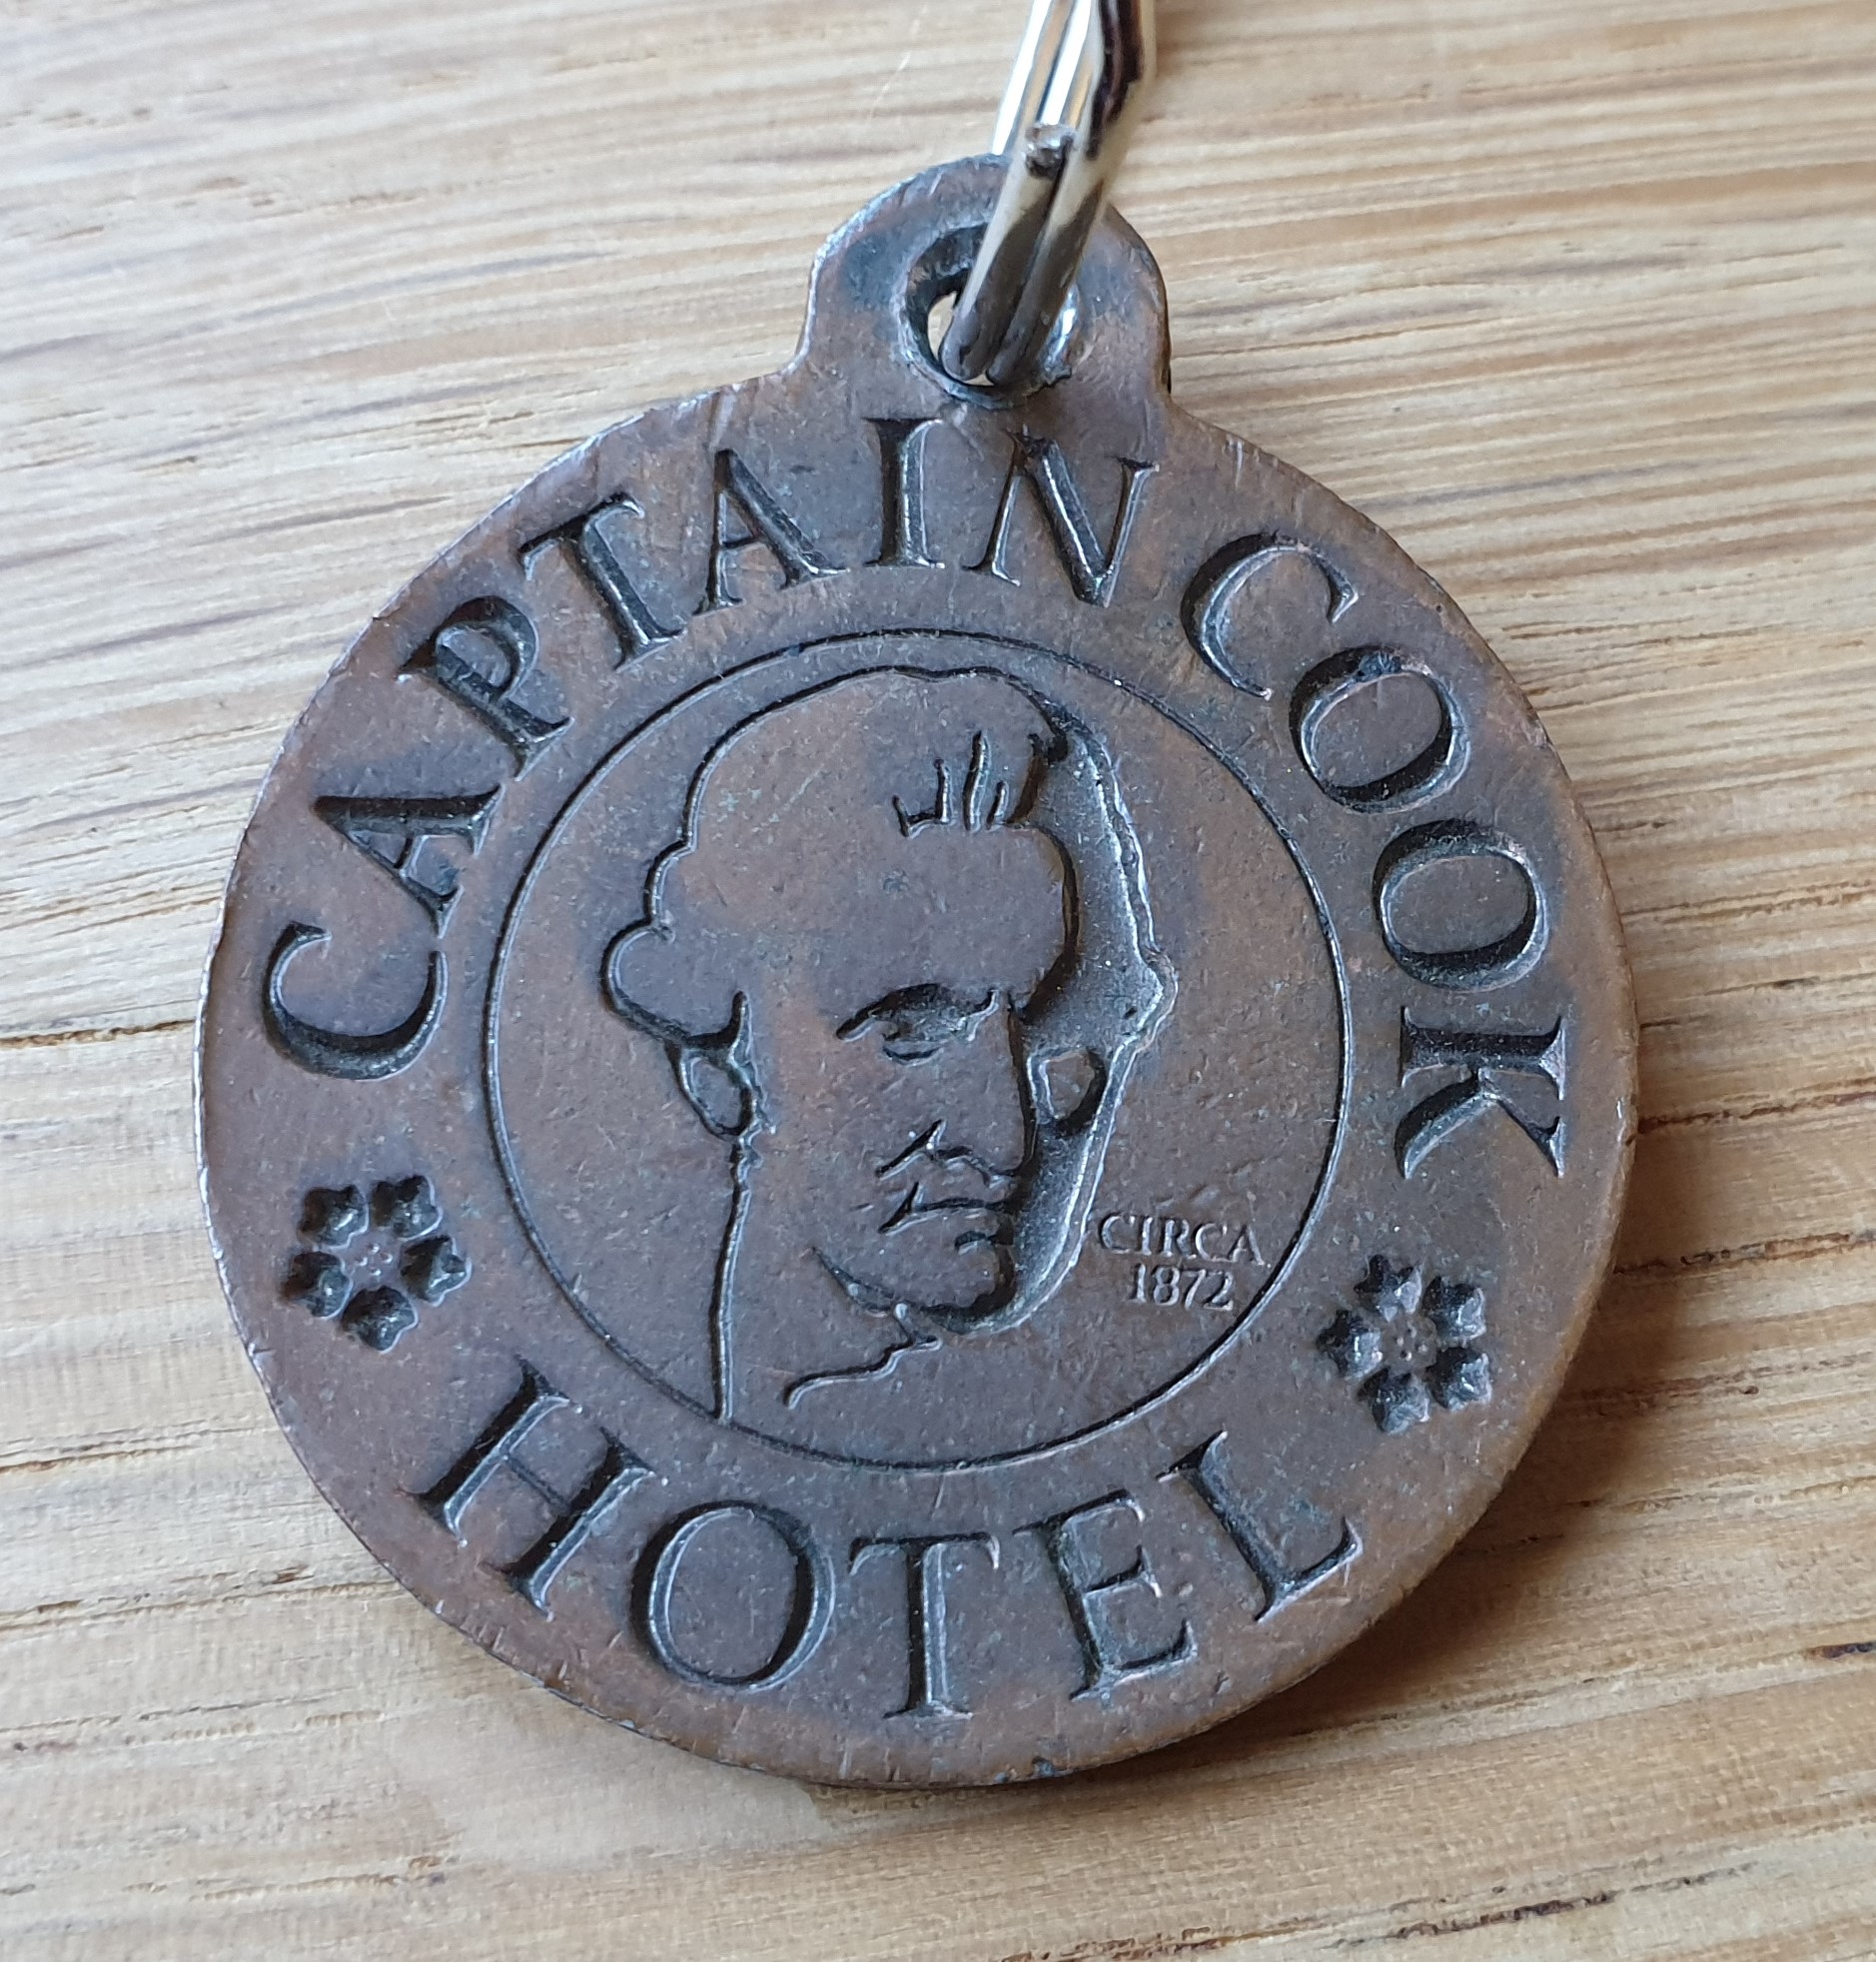 CAPTAIN COOK
CIRCA
1872
HOTEL